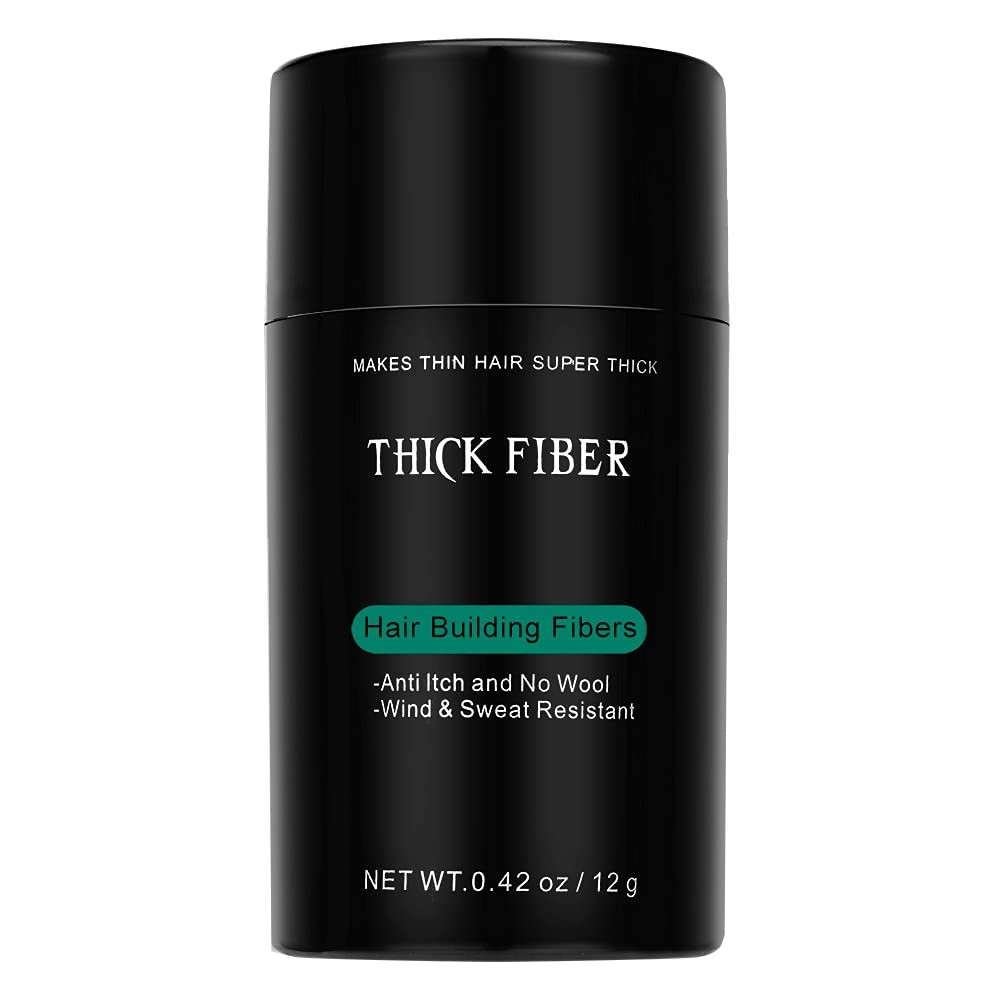 MAKES THIN HAIR SUPER THICK
THICK FIBER
Hair Building Fibers
-Anti Itch and No Wool
-Wind & Sweat Resistant
NET WT.0.42 oz / 12 g